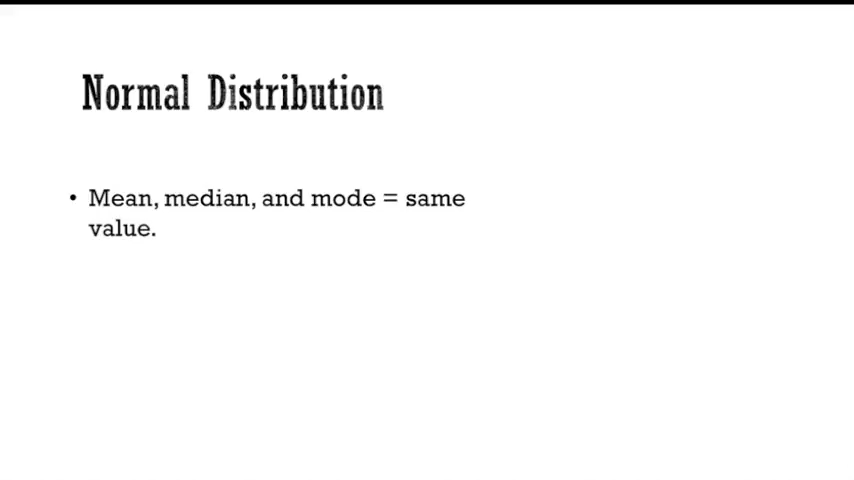 Normal Distribution
• Mean, median, and mode = same
value.